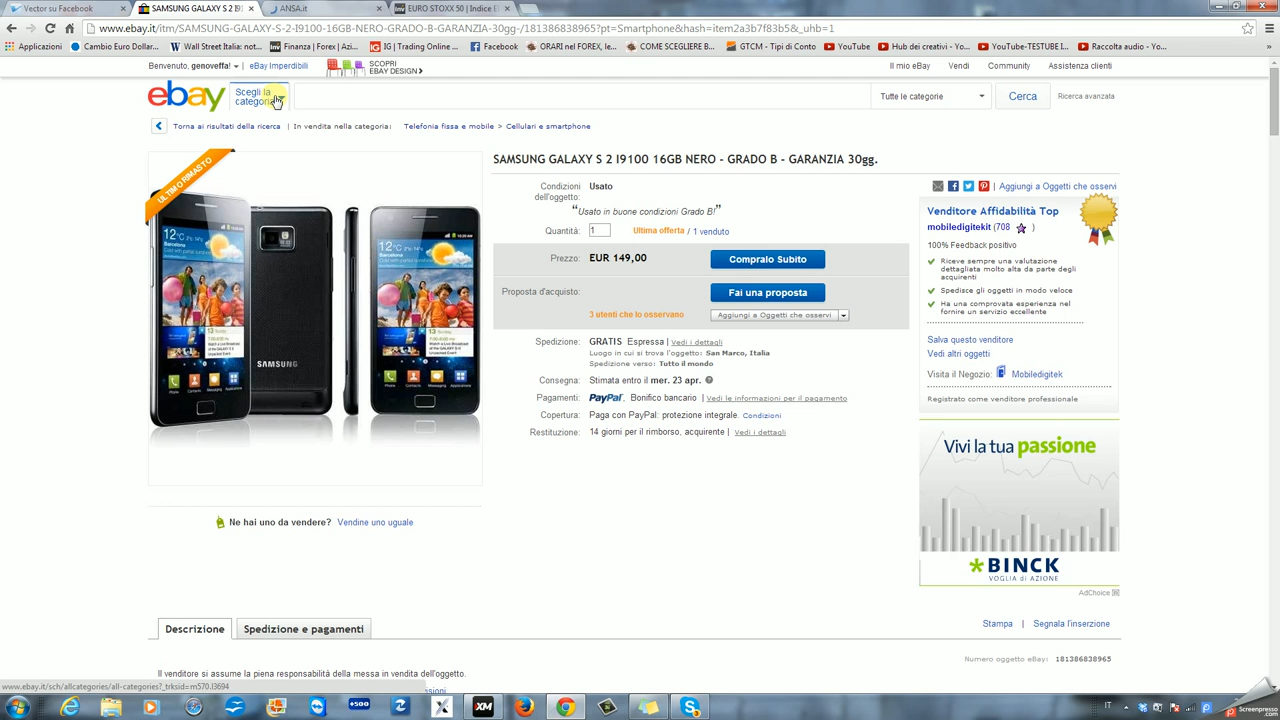 Vector su Facebook
SAMSUNG GALAXY S 2 I9100
ANSA.it
EURO STOXX 50 | Indice E
www.ebay.it/itm/SAMSUNG-GALAXY-S-2-I9100-16GB-NERO-GRADO-B-GARANZIA-30gg-/181386838965?pt=Smartphone&hash=item2a3b7f83b5&_uhb=1
Applicazioni
Cambio Euro Dollar...
Wall Street Italia: not...
Finanza | Forex | Azi...
IG | Trading Online ...
Facebook
ORARI nel FOREX, le...
COME SCEGLIERE B...
GTCM - Tipi di Conto
YouTube
Hub dei creativi - Yo...
YouTube-TESTUBE I...
Raccolta audio - Yo...
Benvenuto, genoveffa!
eBay Imperdibili
SCOPRI
EBAY DESIGN
Il mio eBay
Vendi
Community
Assistenza clienti
ebay
Scegli la
categoria
Tutte le categorie
Cerca
Ricerca avanzata
Torna ai risultati della ricerca | In vendita nella categoria: Telefonia fissa e mobile > Cellulari e smartphone
ULTIMO RIMASTO
SAMSUNG
SAMSUNG GALAXY S 2 I9100 16GB NERO - GRADO B - GARANZIA 30gg.
Condizioni
dell'oggetto:
Usato
"Usato in buone condizioni Grado B!"
Quantità: 1
Ultima offerta / 1 venduto
Prezzo: EUR 149,00
Compralo Subito
Proposta d'acquisto:
Fai una proposta
3 utenti che lo osservano
Aggiungi a Oggetti che osservi
Spedizione: GRATIS Espressa | Vedi i dettagli
Luogo in cui si trova l'oggetto: San Marco, Italia
Spedizione verso: Tutto il mondo
Consegna: Stimata entro il mer. 23 apr.
Pagamenti: PayPal, Bonifico bancario | Vedi le informazioni per il pagamento
Copertura: Paga con PayPal: protezione integrale. Condizioni
Restituzione: 14 giorni per il rimborso, acquirente | Vedi i dettagli
| Aggiungi a Oggetti che osservi
Venditore Affidabilità Top
mobiledigitekit (708 )
100% Feedback positivo
Riceve sempre una valutazione
dettagliata molto alta da parte degli
acquirenti
Spedisce gli oggetti in modo veloce
Ha una comprovata esperienza nel
fornire un servizio eccellente
Salva questo venditore
Vedi altri oggetti
Visita il Negozio: Mobiledigitek
Registrato come venditore professionale
Vivi la tua passione
BINCK
VOGLIA di AZIONE
AdChoice
Ne hai uno da vendere? Vendine uno uguale
Descrizione
Spedizione e pagamenti
Stampa | Segnala l'inserzione
Numero oggetto eBay: 181386838965
Il venditore si assume la piena responsabilità della messa in vendita dell'oggetto.
www.ebay.it/sch/allcategories/all-categories?_trksid=m570.l3694
+500
XM
IT
Screenpresso
.com